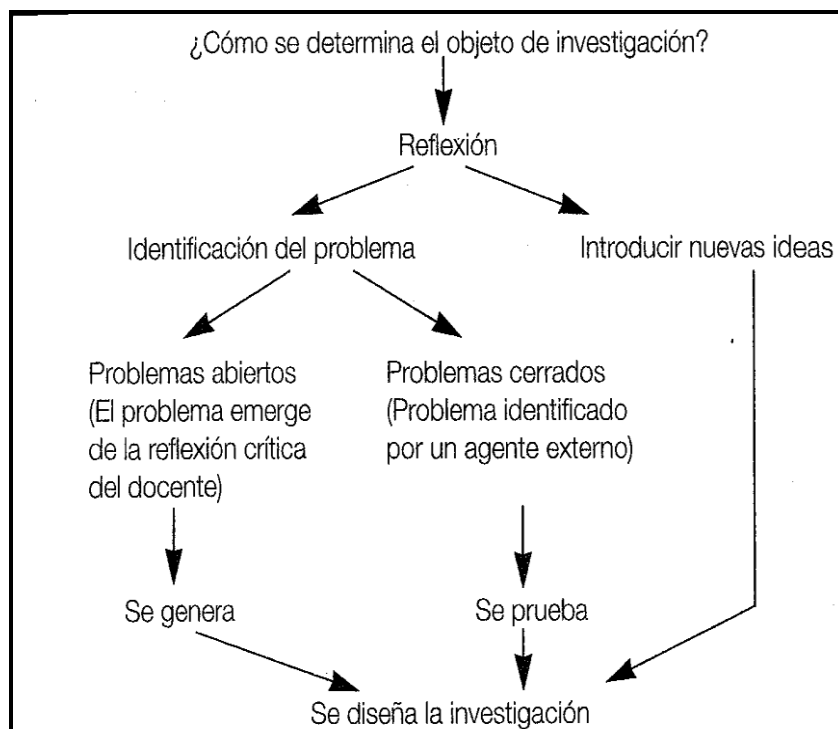 ¿Cómo se determina el objeto de investigación?
Reflexión
Identificación del problema
Introducir nuevas ideas
Problemas abiertos
(El problema emerge
de la reflexión crítica
del docente)
Problemas cerrados
(Problema identificado
por un agente externo)
Se genera
Se prueba
Se diseña la investigación